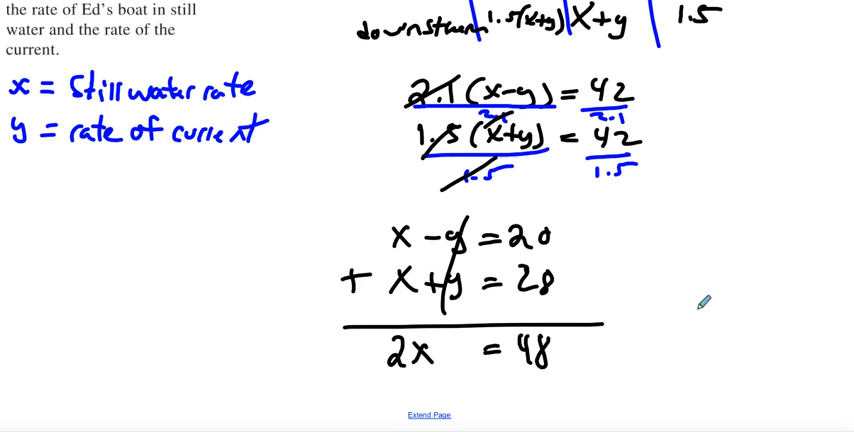 the rate of Ed's boat in still
water and the rate of the
current.
downstream | 1.5(x+y) | x+y | 1.5
x = still water rate
y = rate of current
2.1 (x-y) = 42
2.1 2.1
1.5 (x+y) = 42
1.5 1.5
x - y = 20
+ x + y = 28
2x = 48
Extend Page